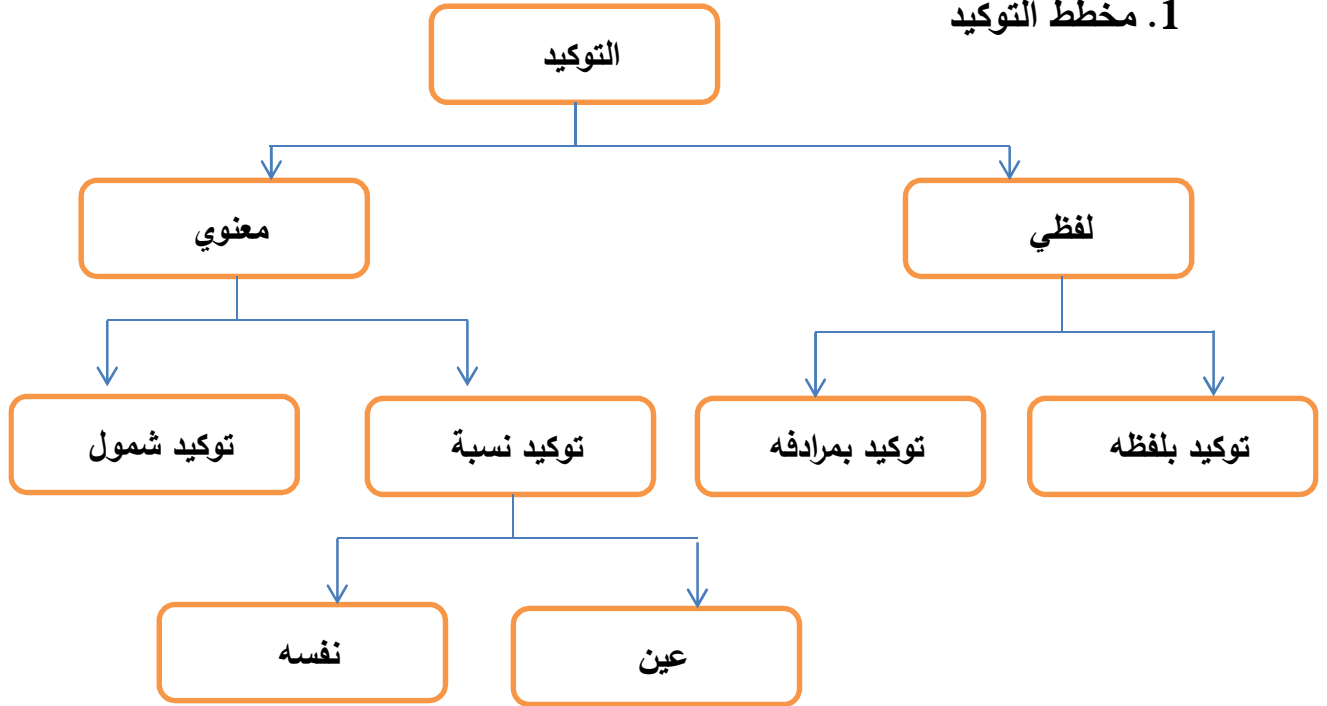 1. مخطط التوكيد
التوكيد
لفظي
معنوي
توكيد بلفظه
توكيد بمرادفه
توكيد نسبة
توكيد شمول
عين
نفسه